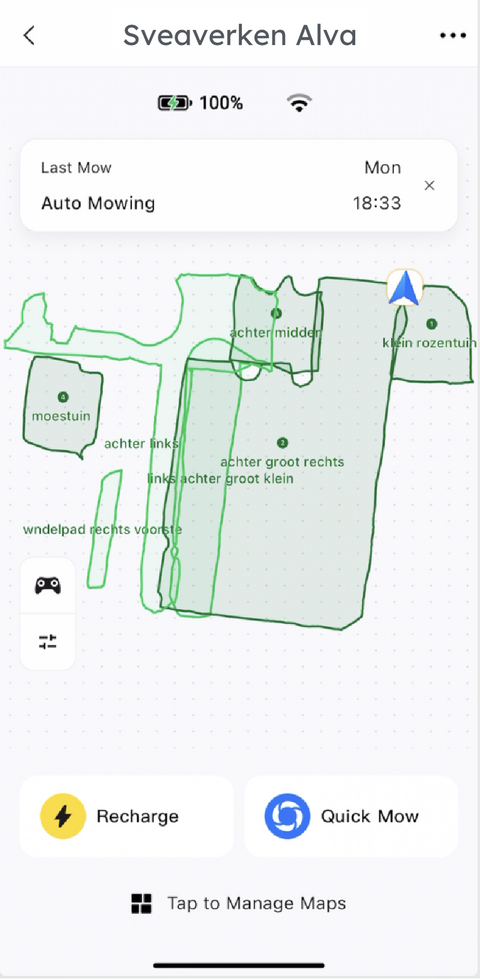 Sveaverken Alva
100%
Last Mow Mon
Auto Mowing 18:33
achter midden
1
klein rozentuin
4
moestuin
achter links
2
achter groot rechts
links achter groot klein
wndelpad rechts voorste
Recharge
Quick Mow
Tap to Manage Maps